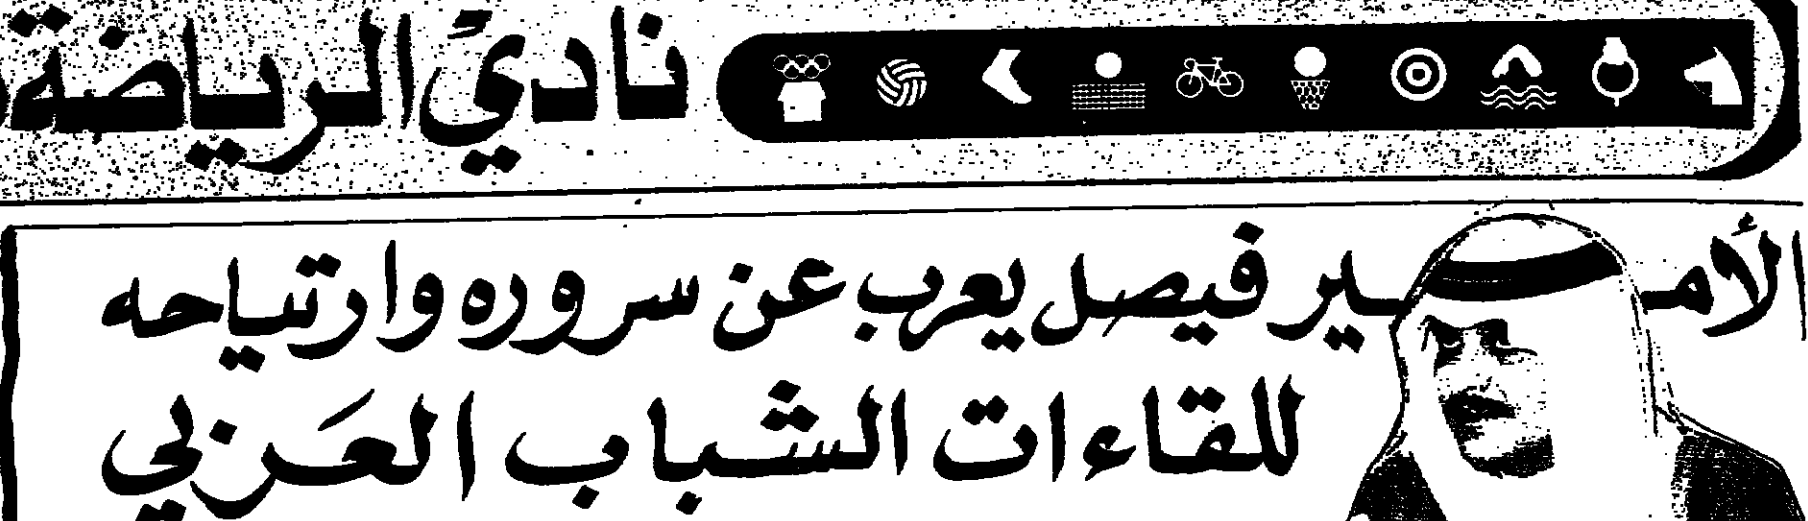 نادي الرياضة
الأمير فيصل يعرب عن سروره وارتياحه
للقاءات الشباب العربي